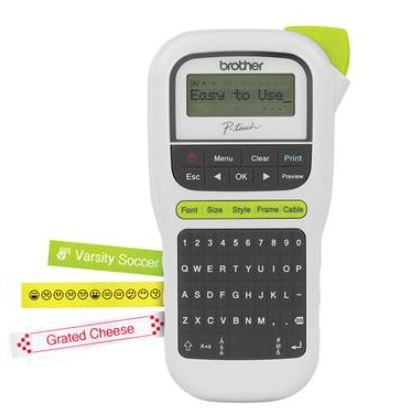 brother
Easy to Use_
P-touch
Menu Clear Print
Esc OK Preview
Font Size Style Frame Cable
1 2 3 4 5 6 7 8 9 0
Q W E R T Y U I O P
A S D F G H J K L -
Z X C V B N M , .
Varsity Soccer
Grated Cheese